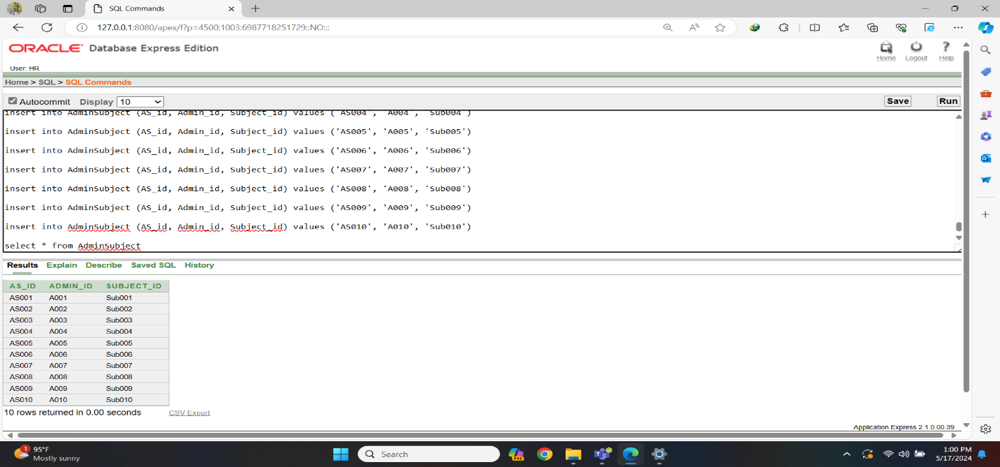 SQL Commands
127.0.0.1:8080/apex/f?p=4500:1003:6987718251729::NO:::
ORACLE® Database Express Edition
Home Logout Help
User: HR
Home > SQL > SQL Commands
Autocommit Display 10 Save Run
insert into AdminSubject (AS_id, Admin_id, Subject_id) values ('AS004', 'A004', 'Sub004')
insert into AdminSubject (AS_id, Admin_id, Subject_id) values ('AS005', 'A005', 'Sub005')
insert into AdminSubject (AS_id, Admin_id, Subject_id) values ('AS006', 'A006', 'Sub006')
insert into AdminSubject (AS_id, Admin_id, Subject_id) values ('AS007', 'A007', 'Sub007')
insert into AdminSubject (AS_id, Admin_id, Subject_id) values ('AS008', 'A008', 'Sub008')
insert into AdminSubject (AS_id, Admin_id, Subject_id) values ('AS009', 'A009', 'Sub009')
insert into AdminSubject (AS_id, Admin_id, Subject_id) values ('AS010', 'A010', 'Sub010')
select * from AdminSubject
Results Explain Describe Saved SQL History
AS_ID ADMIN_ID SUBJECT_ID
AS001 A001 Sub001
AS002 A002 Sub002
AS003 A003 Sub003
AS004 A004 Sub004
AS005 A005 Sub005
AS006 A006 Sub006
AS007 A007 Sub007
AS008 A008 Sub008
AS009 A009 Sub009
AS010 A010 Sub010
10 rows returned in 0.00 seconds CSV Export
Application Express 2.1.0.00.39
1
95°F
Mostly sunny
Search
PRE
1:00 PM
5/17/2024